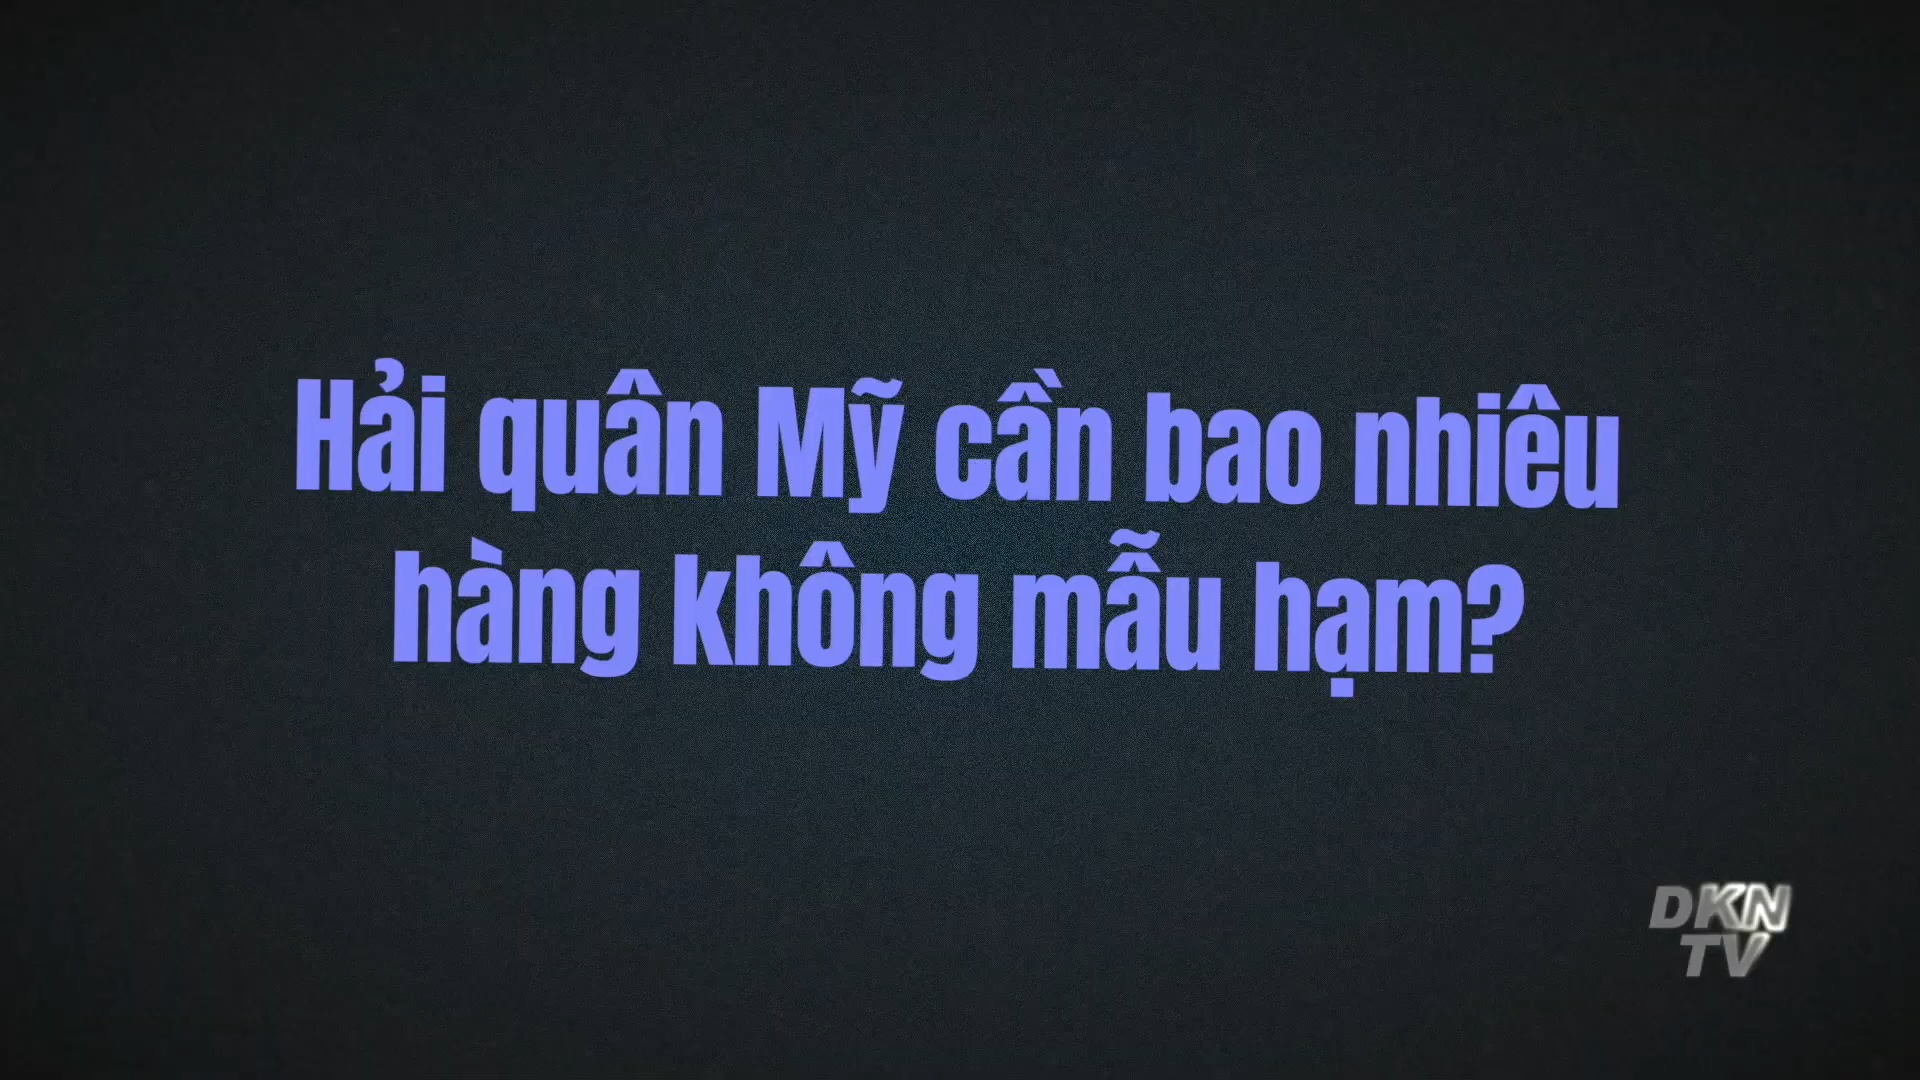 Hải quân Mỹ cần bao nhiêu
hàng không mẫu hạm?
DKN
TV